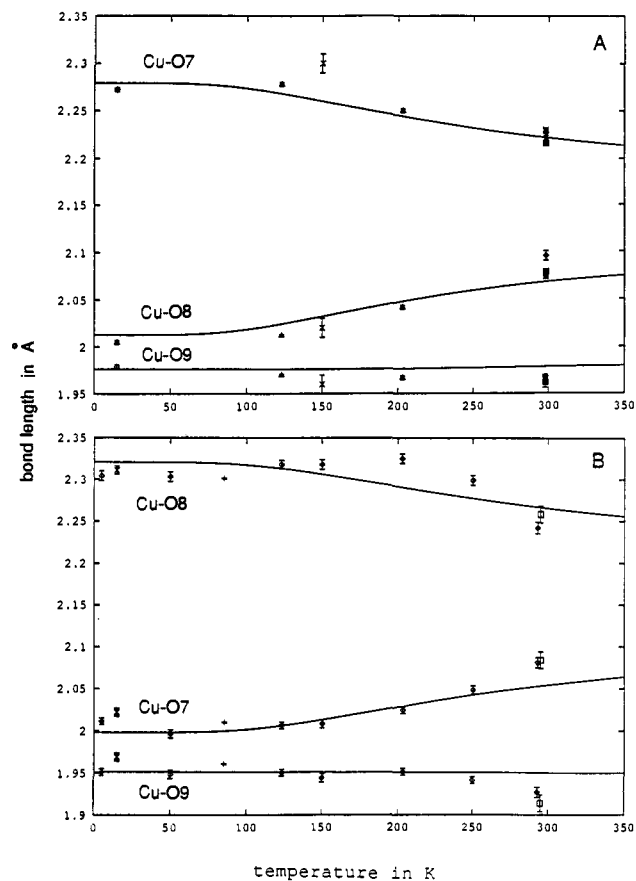 A
2.35
2.3
2.25
2.2
2.15
2.1
2.05
2
1.95
Cu-O7
Cu-O8
Cu-O9
0 50 100 150 200 250 300 350
bond length in Å
B
2.35
2.3
2.25
2.2
2.15
2.1
2.05
2
1.95
1.9
Cu-O8
Cu-O7
Cu-O9
0 50 100 150 200 250 300 350
temperature in K